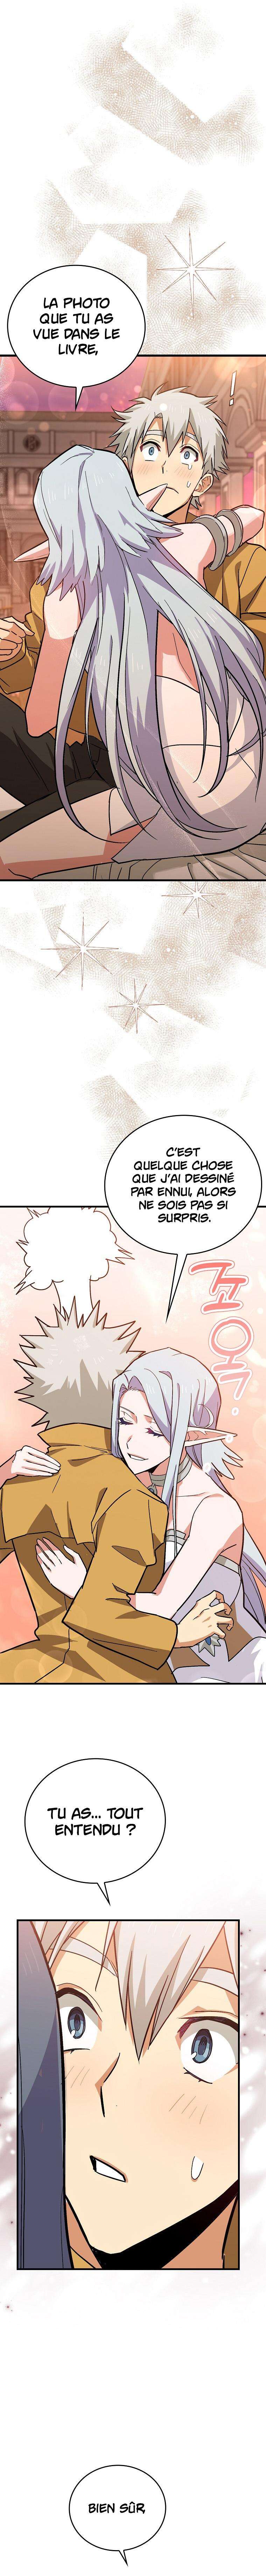 LA PHOTO
QUE TU AS
VUE DANS LE
LIVRE,
!
C'EST
QUELQUE CHOSE
QUE J'AI DESSINÉ
PAR ENNUI, ALORS
NE SOIS PAS SI
SURPRIS.
꼬옥
TU AS... TOUT
ENTENDU ?
BIEN SÛR,